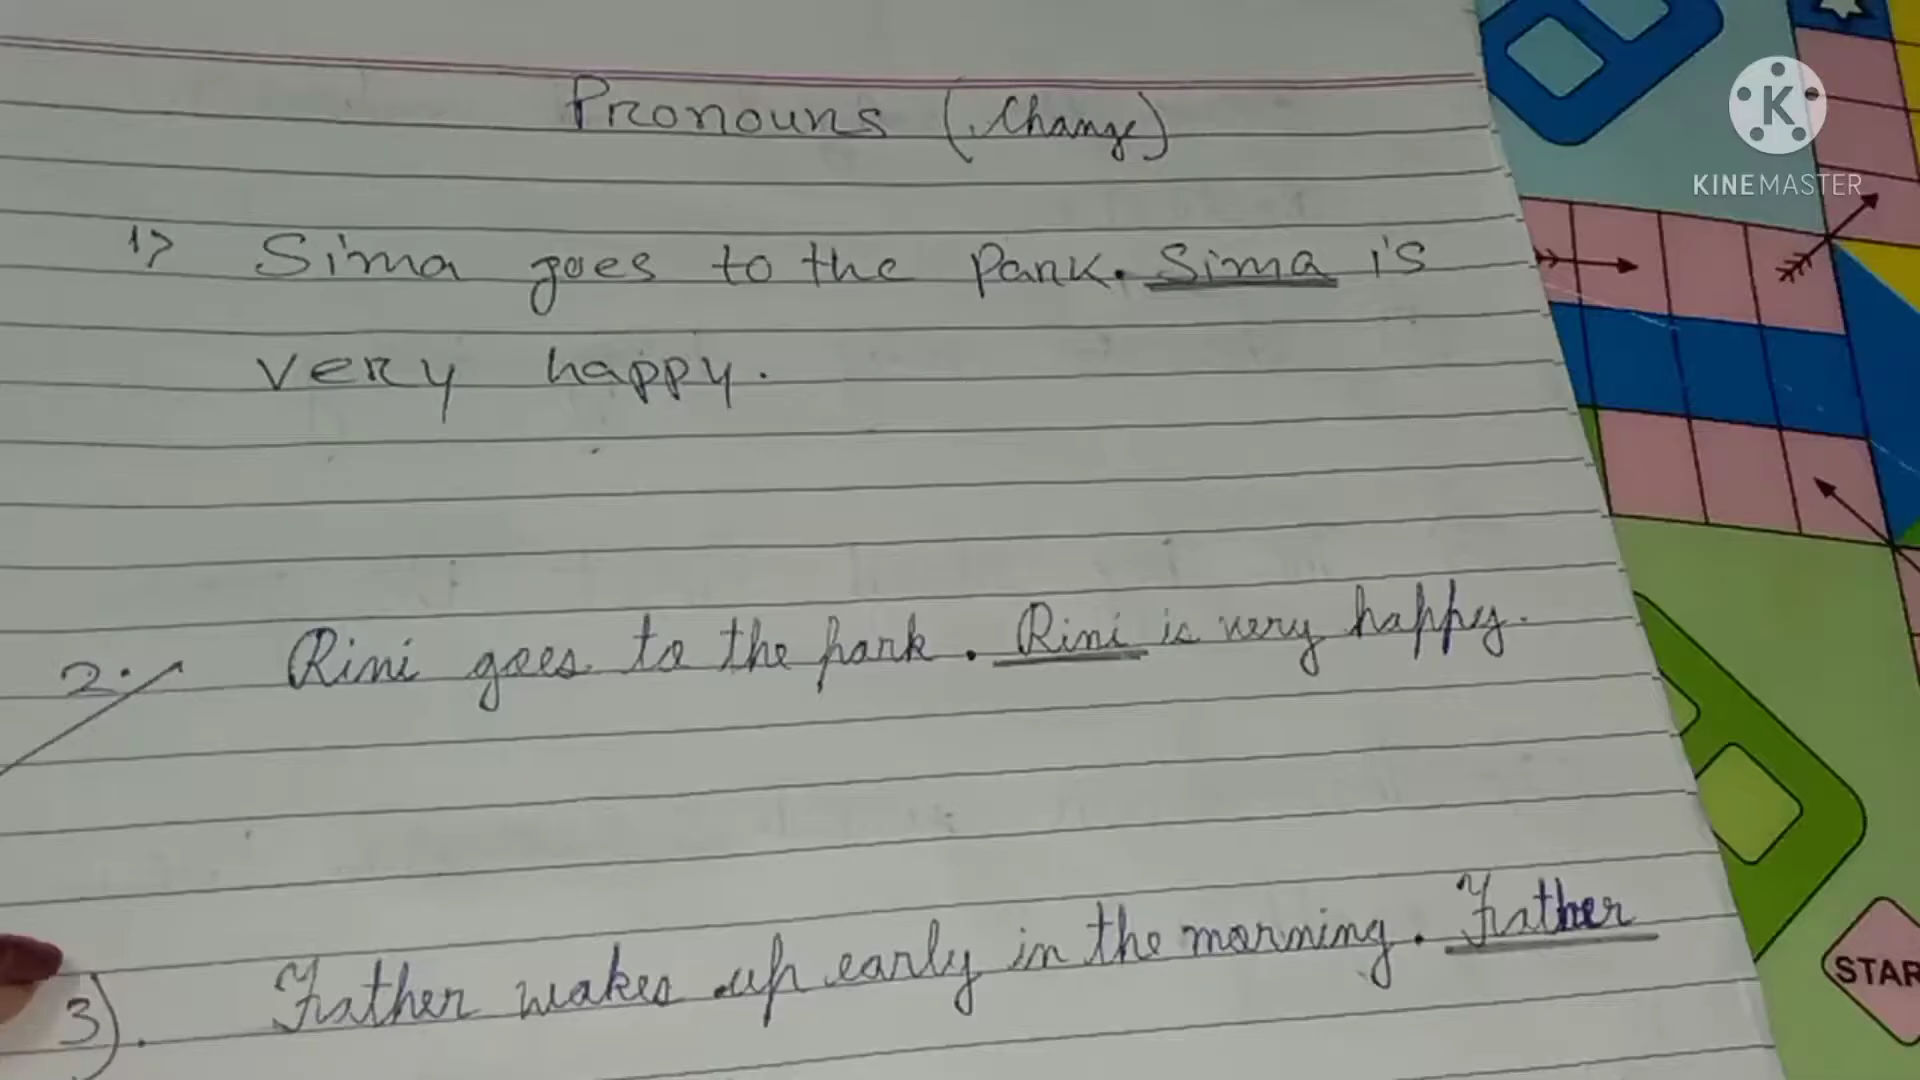 Pronouns (Change)
1) Sima goes to the Park. Sima is
very happy.
2. Rini goes to the park. Rini is very happy.
3). Father wakes up early in the morning. Father
KINEMASTER
STAR